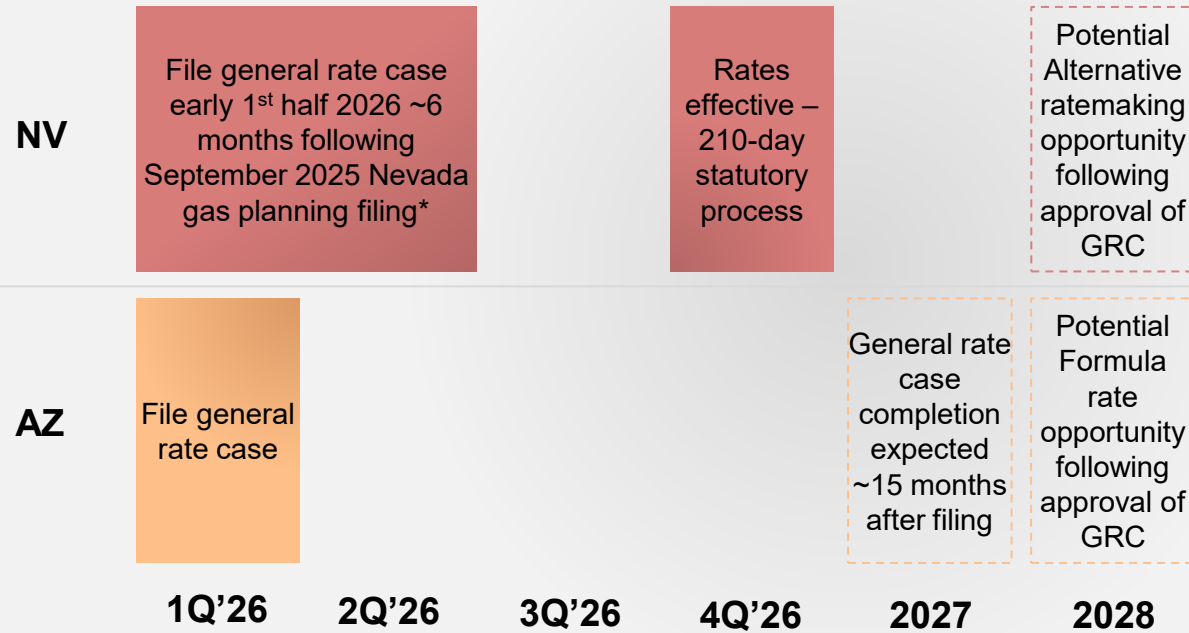 NV
File general rate case
early 1st half 2026 ~6
months following
September 2025 Nevada
gas planning filing*
Rates
effective –
210-day
statutory
process
Potential
Alternative
ratemaking
opportunity
following
approval of
GRC
AZ
File general
rate case
General rate
case
completion
expected
~15 months
after filing
Potential
Formula
rate
opportunity
following
approval of
GRC
1Q’26 2Q’26 3Q’26 4Q’26 2027 2028